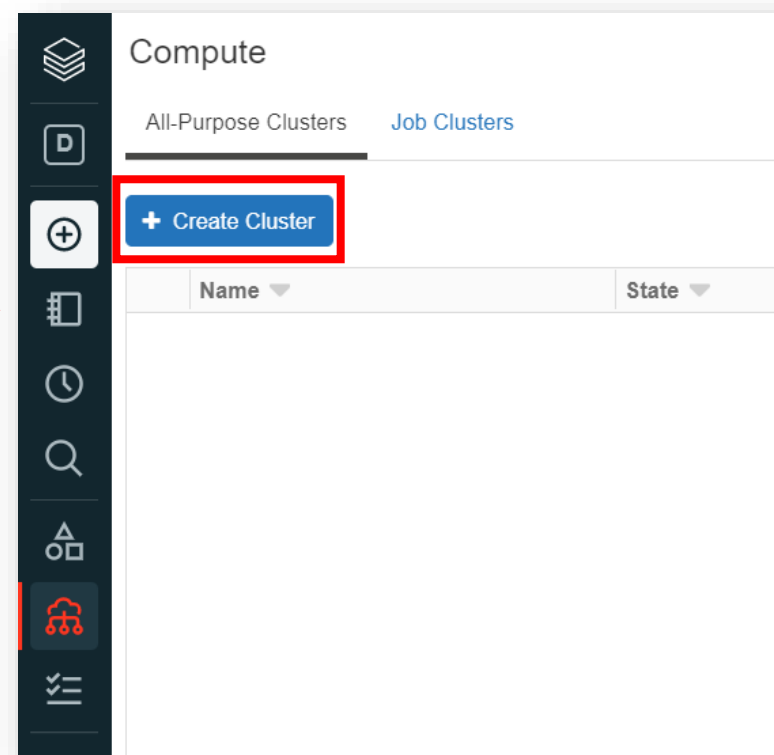 Compute
All-Purpose Clusters Job Clusters
D
+ Create Cluster
Name State